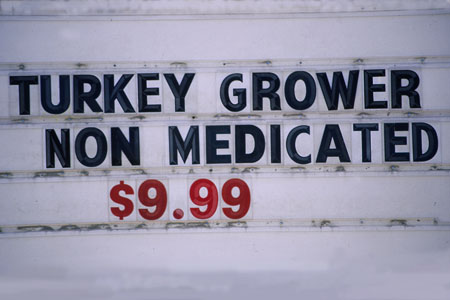 TURKEY GROWER
NON MEDICATED
$9.99